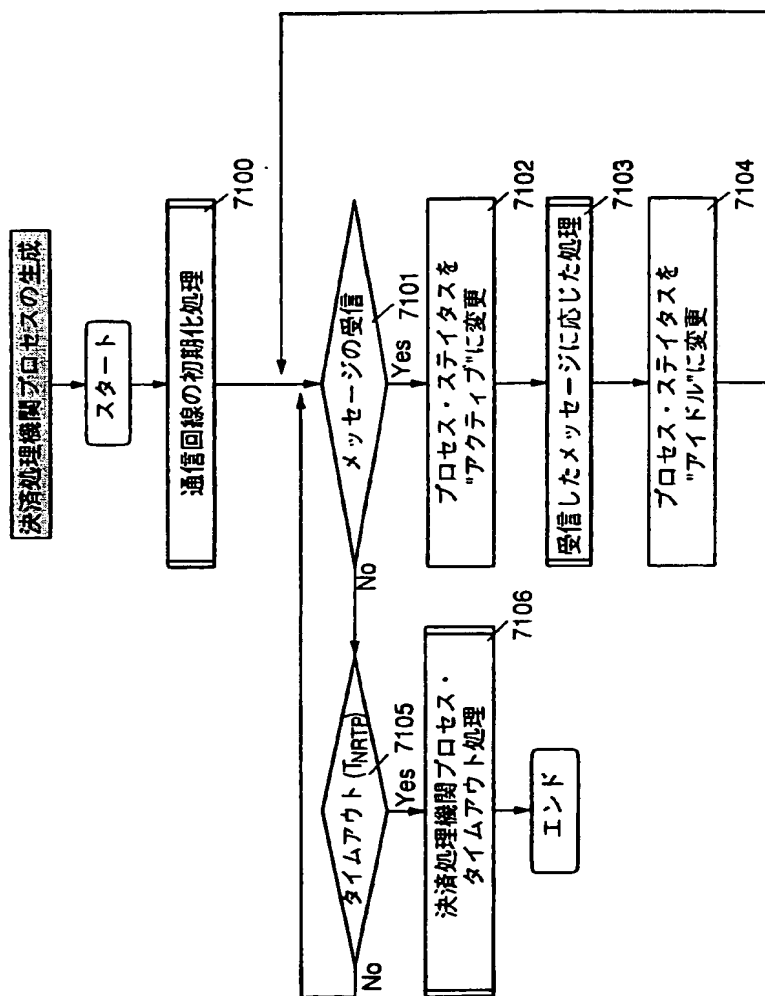 決済処理機関プロセスの生成
スタート
通信回線の初期化処理
7100
メッセージの受信
7101
Yes
No
プロセス・ステイタスを
"アクティブ"に変更
7102
受信したメッセージに応じた処理
7103
プロセス・ステイタスを
"アイドル"に変更
7104
タイムアウト(TNRTP)
7105
Yes
No
決済処理機関プロセス・
タイムアウト処理
7106
エンド